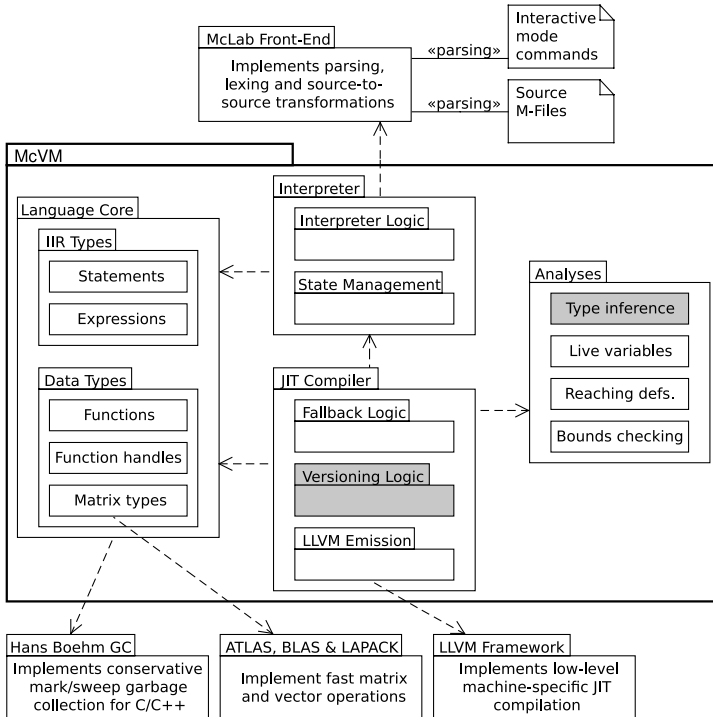 McLab Front-End
Implements parsing,
lexing and source-to-
source transformations
«parsing»
Interactive
mode
commands
«parsing»
Source
M-Files
McVM
Language Core
IIR Types
Statements
Expressions
Data Types
Functions
Function handles
Matrix types
Interpreter
Interpreter Logic
State Management
JIT Compiler
Fallback Logic
Versioning Logic
LLVM Emission
Analyses
Type inference
Live variables
Reaching defs.
Bounds checking
Hans Boehm GC
Implements conservative
mark/sweep garbage
collection for C/C++
ATLAS, BLAS & LAPACK
Implement fast matrix
and vector operations
LLVM Framework
Implements low-level
machine-specific JIT
compilation